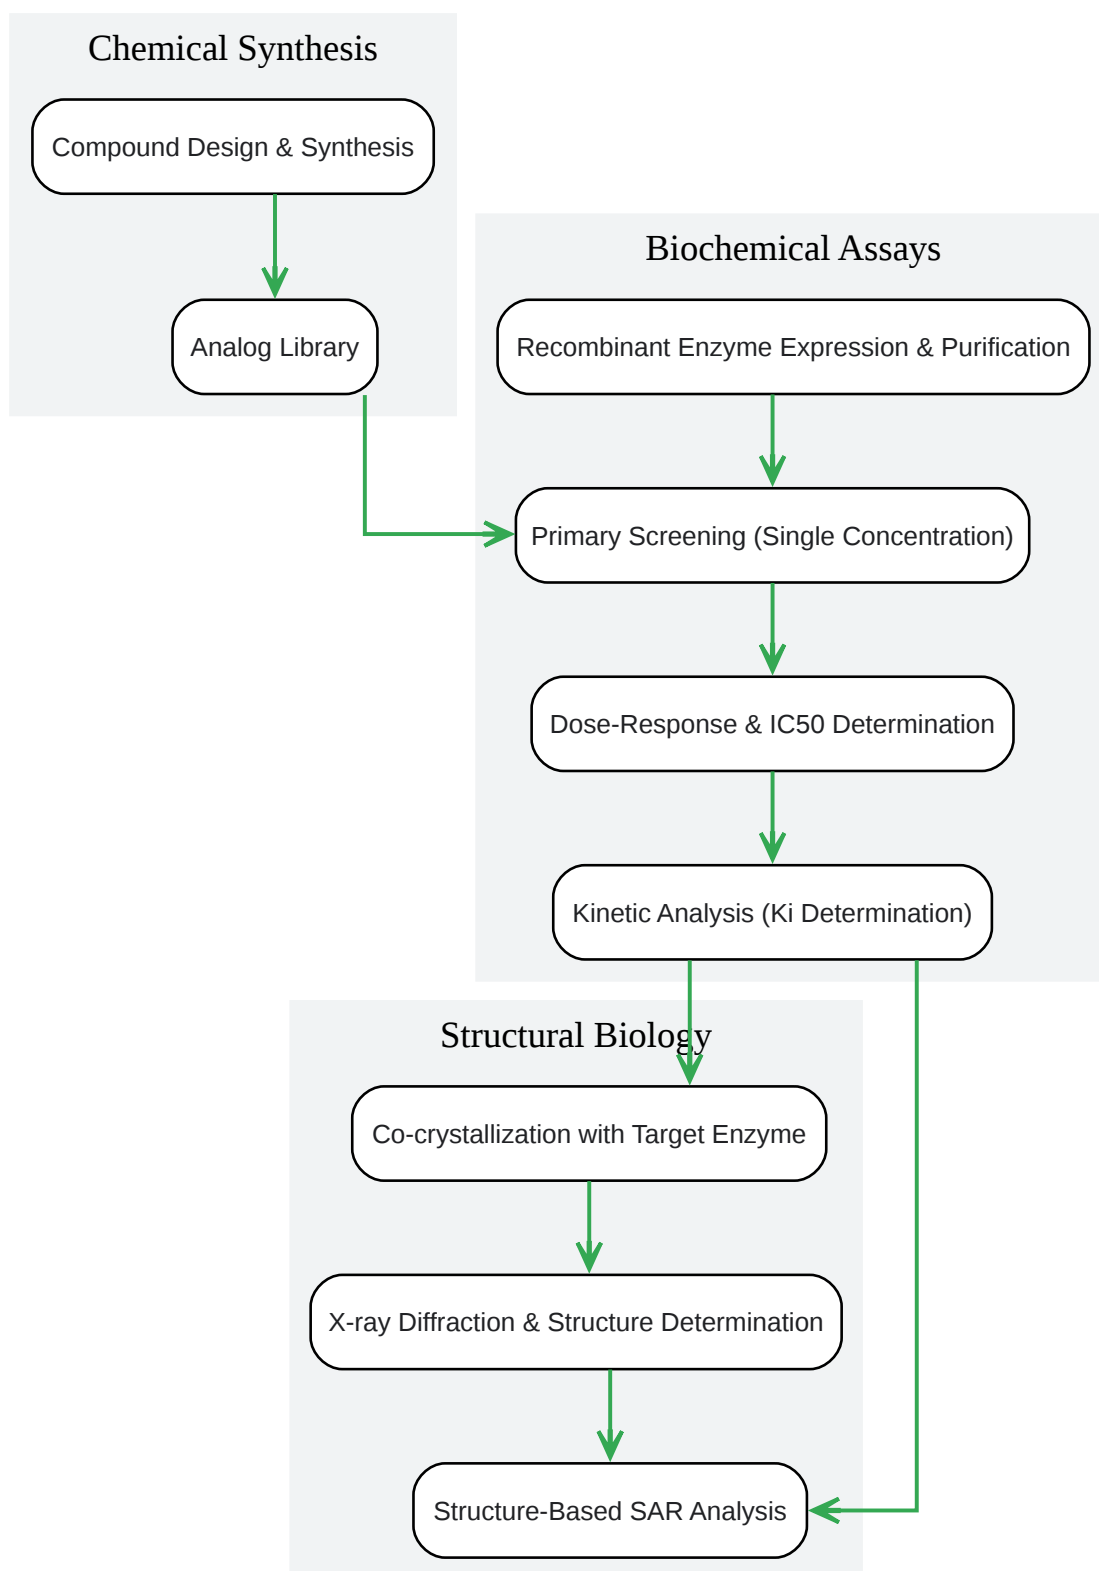 Chemical Synthesis
Compound Design & Synthesis
Analog Library
Biochemical Assays
Recombinant Enzyme Expression & Purification
Primary Screening (Single Concentration)
Dose-Response & IC50 Determination
Kinetic Analysis (Ki Determination)
Structural Biology
Co-crystallization with Target Enzyme
X-ray Diffraction & Structure Determination
Structure-Based SAR Analysis